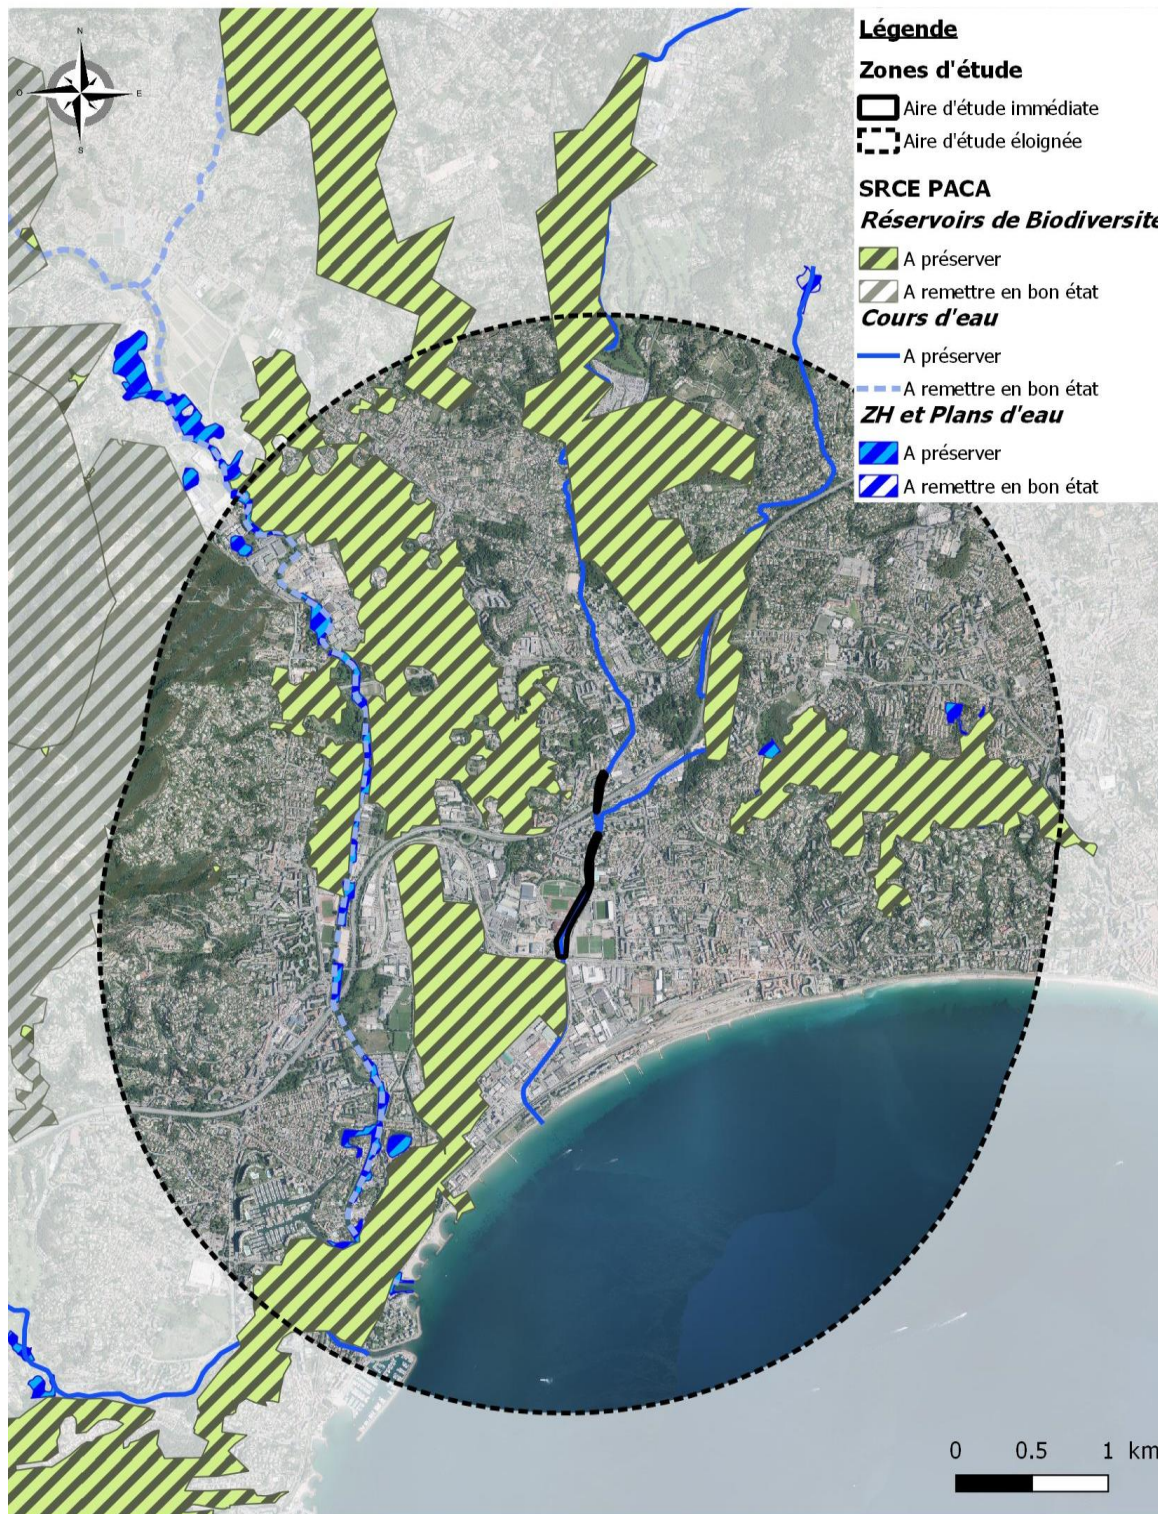 Légende
N
Zones d'étude
O
E
Aire d'étude immédiate
Aire d'étude éloignée
S
SRCE PACA
Réservoirs de Biodiversité
A préserver
A remettre en bon état
Cours d'eau
A préserver
A remettre en bon état
ZH et Plans d'eau
A préserver
A remettre en bon état
0 0.5 1 km